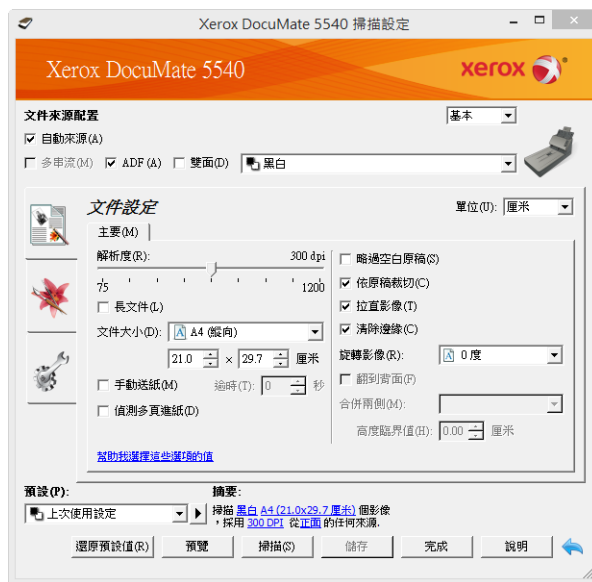 Xerox DocuMate 5540 掃描設定
Xerox DocuMate 5540
xerox
文件來源配置
基本
自動來源(A)
多串流(M) ADF (A) 雙面(D) 黑白
文件設定
單位(U): 厘米
主要(M)
解析度(R): 300 dpi
75 1200
長文件(L)
文件大小(D): A4 (縱向)
21.0 × 29.7 厘米
手動送紙(M) 逾時(T): 0 秒
偵測多頁進紙(D)
幫助我選擇這些選項的值
略過空白原稿(S)
依原稿裁切(C)
拉直影像(T)
清除邊緣(C)
旋轉影像(R): 0 度
翻到背面(F)
合併兩側(M):
高度臨界值(H): 0.00 厘米
預設(P):
上次使用設定
摘要:
掃描 黑白 A4 (21.0x29.7 厘米) 個影像
，採用 300 DPI 從正面 的任何來源.
還原預設值(R) 預覽 掃描(S) 儲存 完成 說明